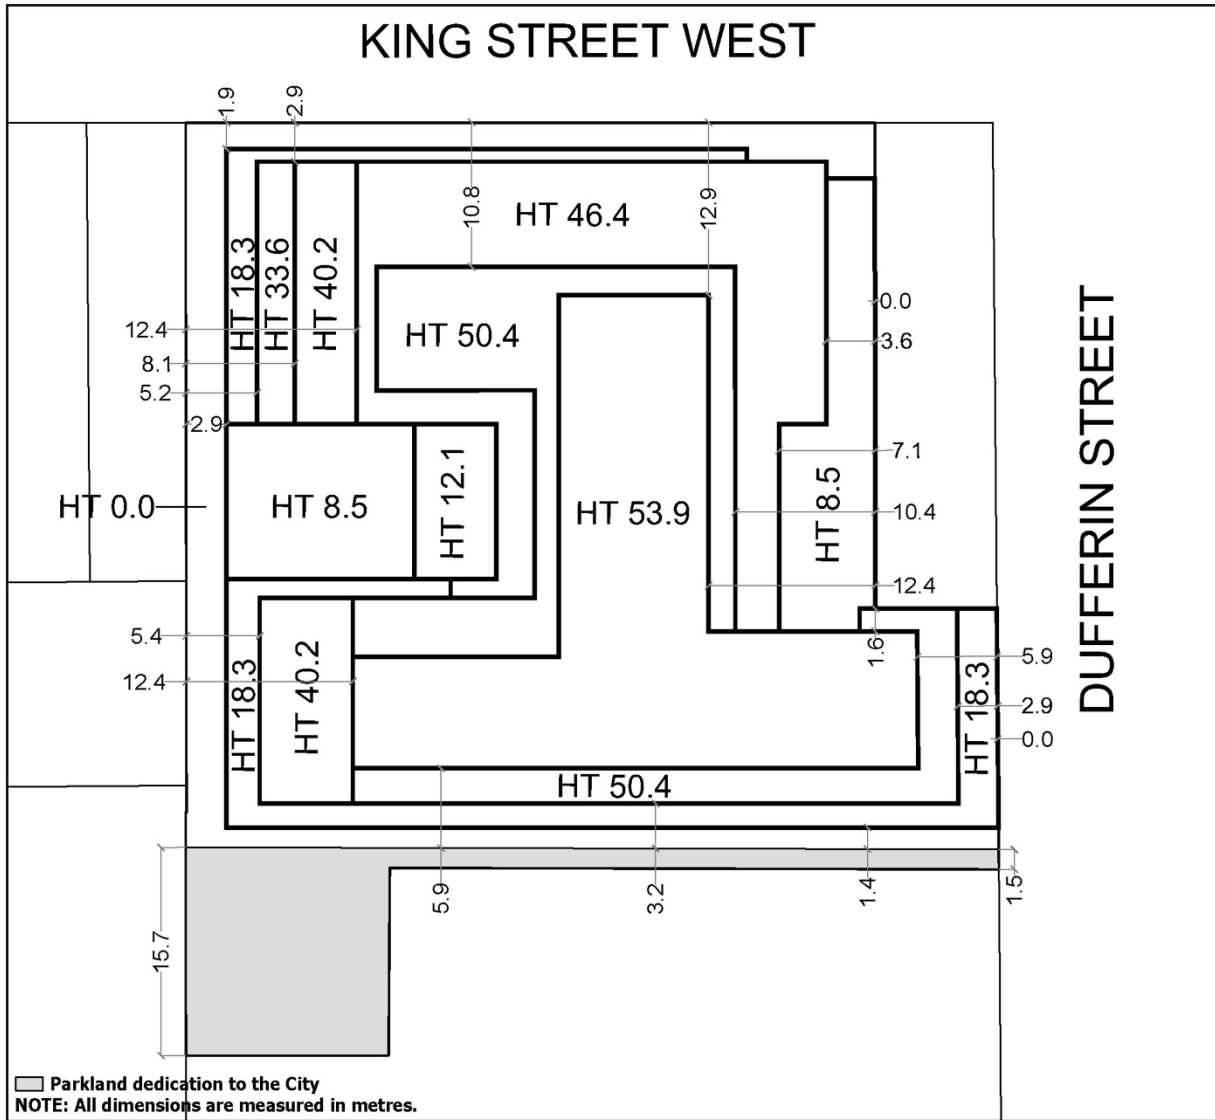 KING STREET WEST
1.9
2.9
10.8
12.9
HT 46.4
HT 18.3
HT 33.6
HT 40.2
0.0
12.4
HT 50.4
3.6
8.1
5.2
2.9
7.1
HT 12.1
HT 8.5
DUFFERIN STREET
HT 0.0
HT 8.5
HT 53.9
10.4
12.4
5.4
1.6
5.9
12.4
HT 18.3
HT 40.2
HT 18.3
2.9
0.0
HT 50.4
5.9
3.2
1.4
1.5
15.7
Parkland dedication to the City
NOTE: All dimensions are measured in metres.